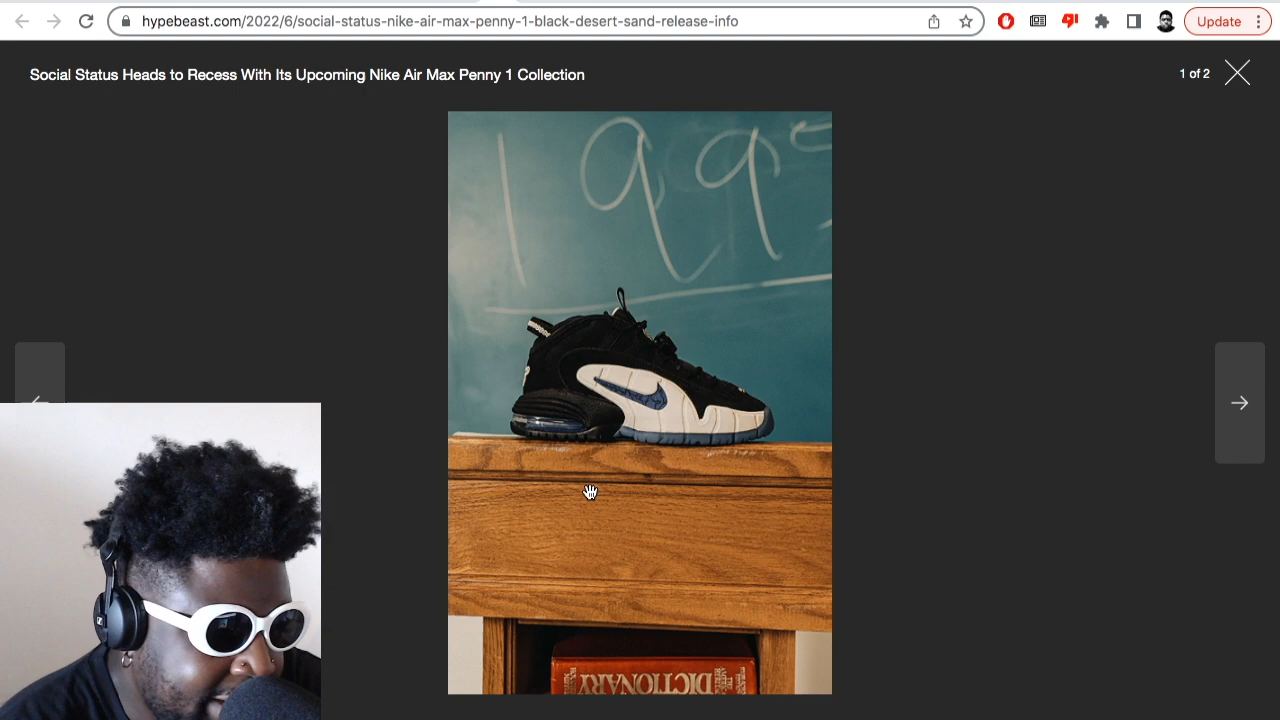 hypebeast.com/2022/6/social-status-nike-air-max-penny-1-black-desert-sand-release-info
Update
Social Status Heads to Recess With Its Upcoming Nike Air Max Penny 1 Collection
1 of 2
199
DICTIONARY